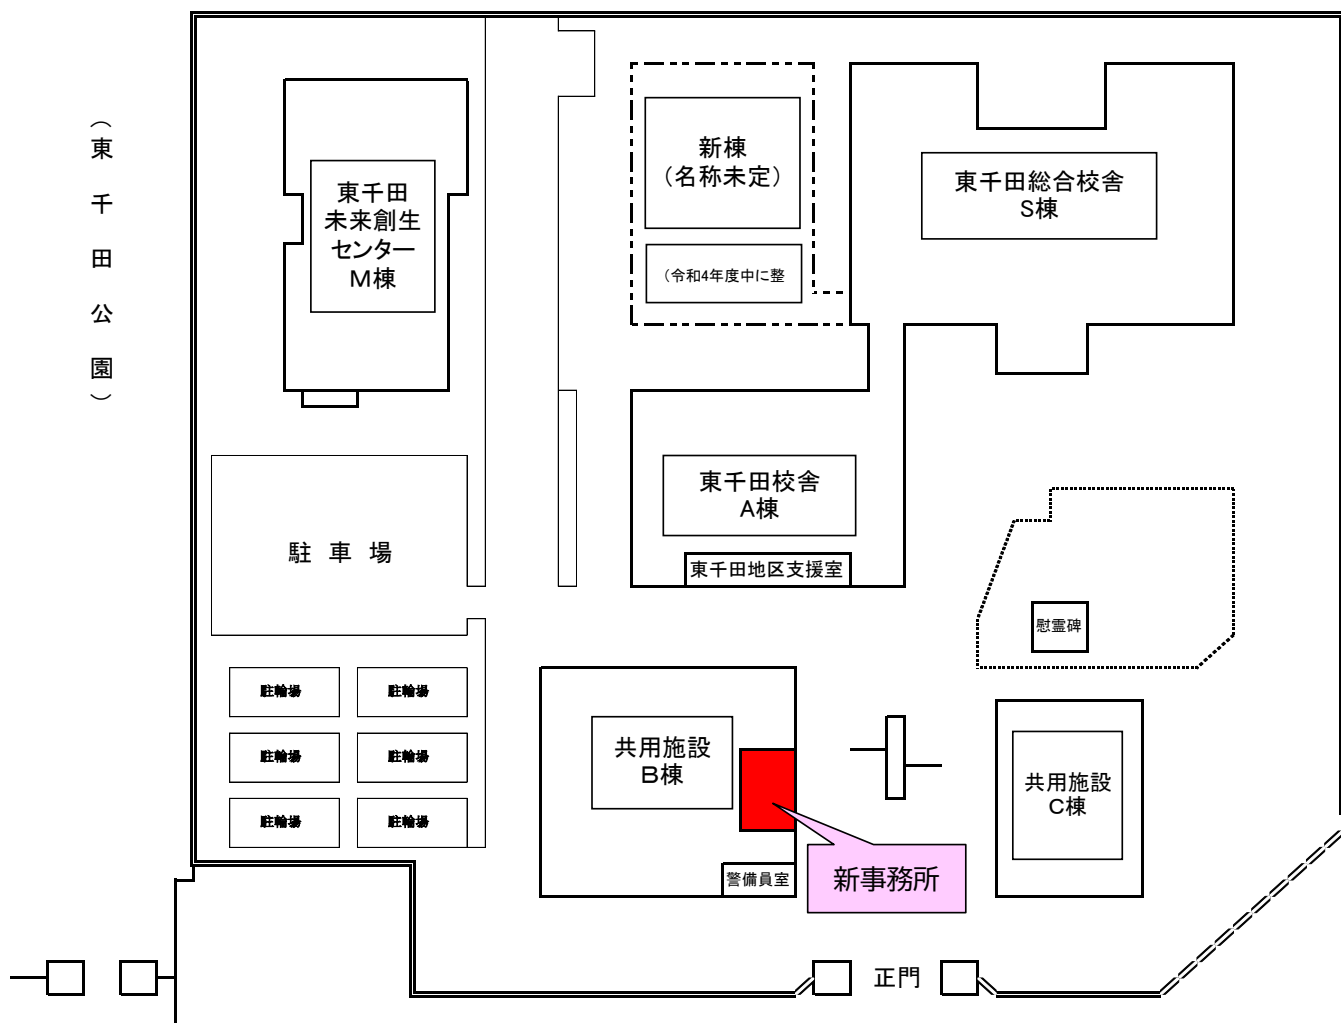 （東千田公園）
新棟
（名称未定）
（令和4年度中に整
東千田総合校舎
S棟
東千田
未来創生
センター
M棟
東千田校舎
A棟
東千田地区支援室
駐車場
慰霊碑
駐輪場
駐輪場
駐輪場
駐輪場
駐輪場
駐輪場
共用施設
B棟
共用施設
C棟
新事務所
警備員室
正門